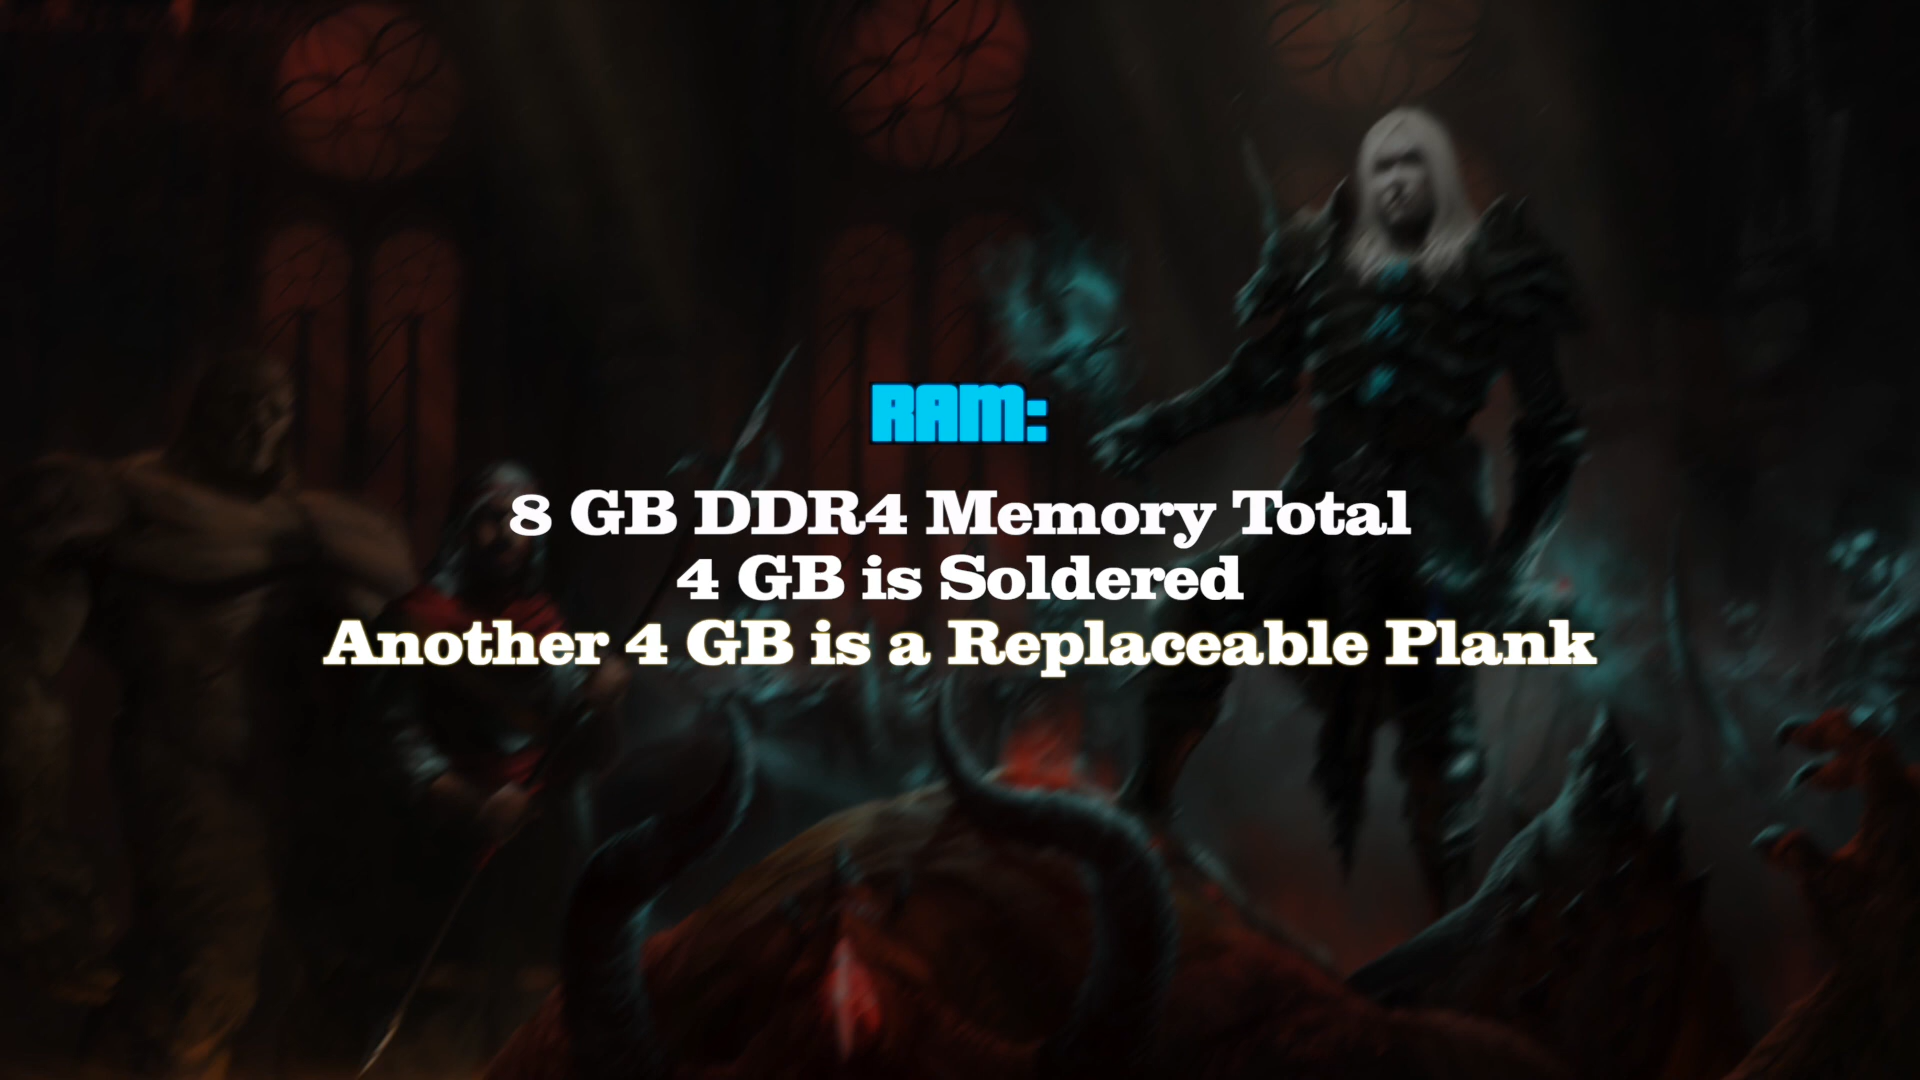 RAM:
8 GB DDR4 Memory Total
4 GB is Soldered
Another 4 GB is a Replaceable Plank